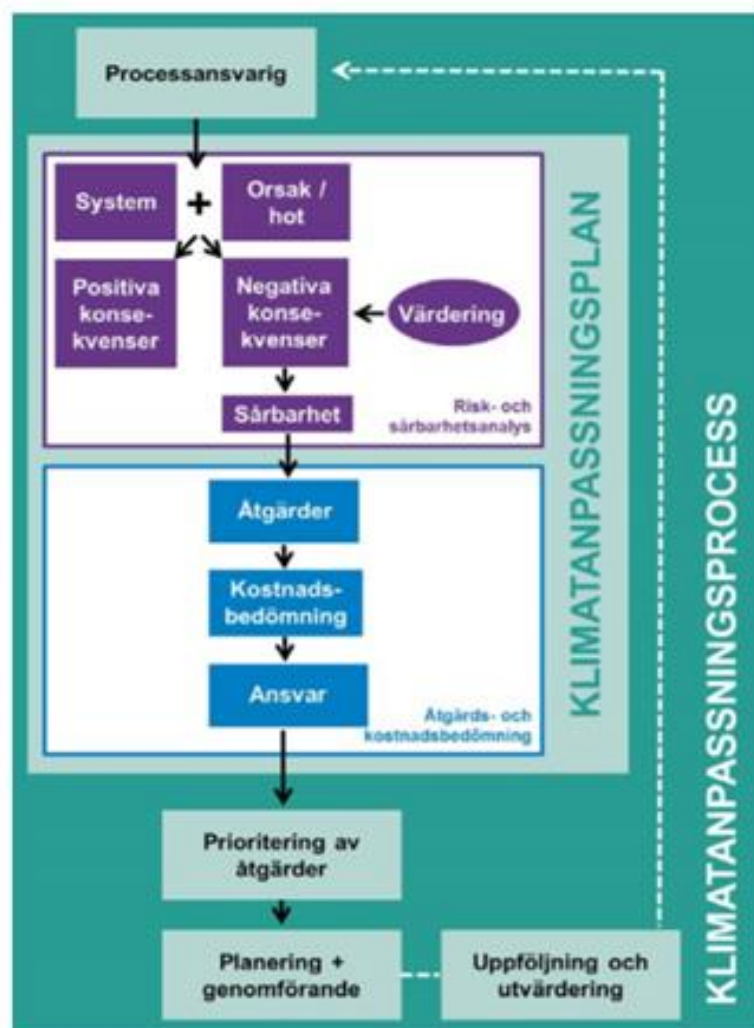 Processansvarig
System
+
Orsak /
hot
Positiva
konse-
kvenser
Negativa
konse-
kvenser
Värdering
Sårbarhet
Risk- och
sårbarhetsanalys
Åtgärder
Kostnads-
bedömning
Ansvar
Åtgärds- och
kostnadsbedömning
KLIMATANPASSNINGSPLAN
Prioritering av
åtgärder
Planering +
genomförande
Uppföljning och
utvärdering
KLIMATANPASSNINGSPROCESS